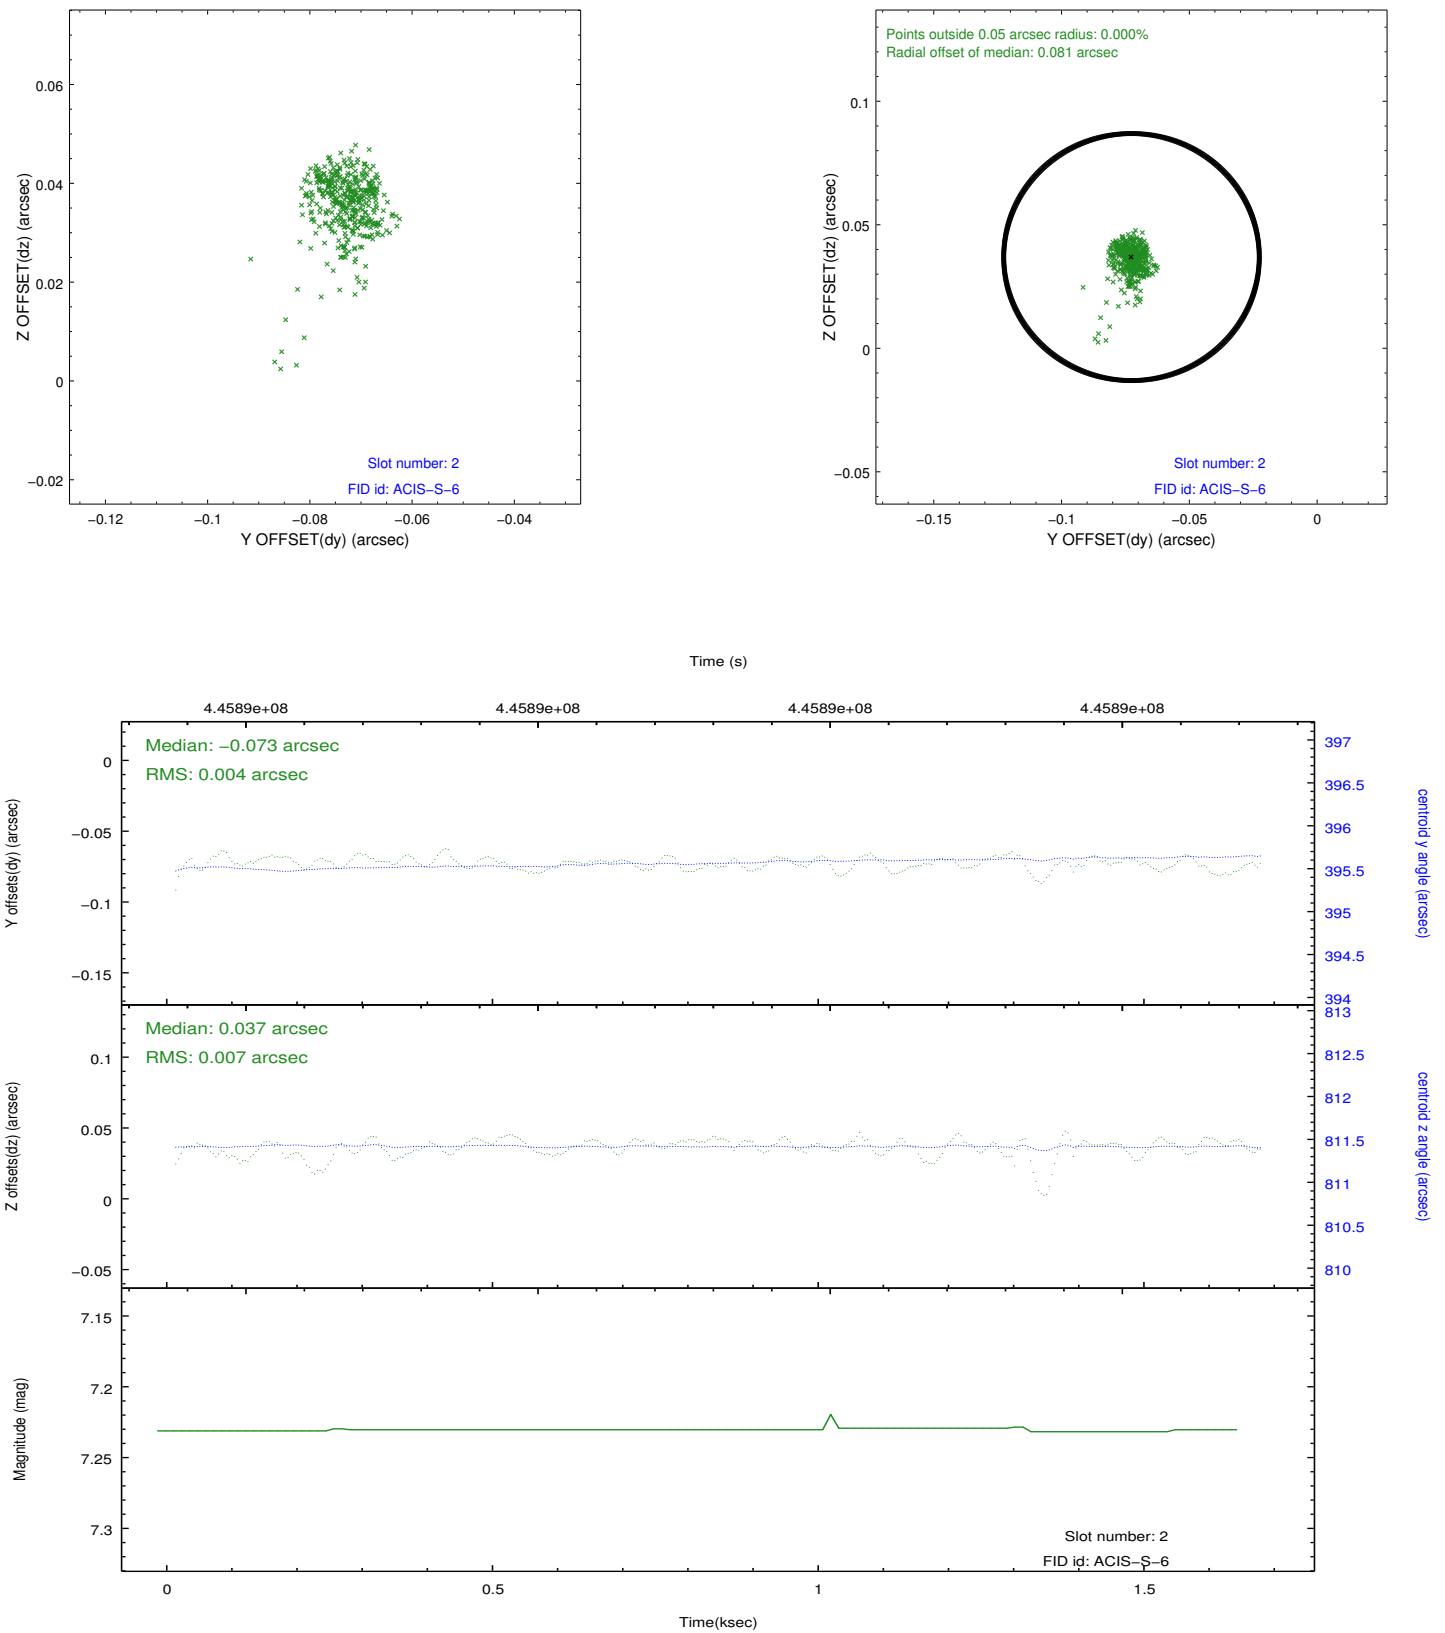 0.06
0.04
0.02
0
−0.02
Z OFFSET(dz) (arcsec)
Slot number: 2
FID id: ACIS−S−6
−0.12
−0.1
−0.08
−0.06
−0.04
Y OFFSET(dy) (arcsec)
Points outside 0.05 arcsec radius: 0.000%
Radial offset of median: 0.081 arcsec
0.1
0.05
0
−0.05
Z OFFSET(dz) (arcsec)
Slot number: 2
FID id: ACIS−S−6
−0.15
−0.1
−0.05
0
Y OFFSET(dy) (arcsec)
Time (s)
4.4589e+08
4.4589e+08
4.4589e+08
4.4589e+08
Median: −0.073 arcsec
RMS: 0.004 arcsec
0
−0.05
−0.1
−0.15
Y offsets(dy) (arcsec)
397
396.5
396
395.5
395
394.5
394
centroid y angle (arcsec)
Median: 0.037 arcsec
RMS: 0.007 arcsec
0.1
0.05
0
−0.05
Z offsets(dz) (arcsec)
813
812.5
812
811.5
811
810.5
810
centroid z angle (arcsec)
7.15
7.2
7.25
7.3
Magnitude (mag)
Slot number: 2
FID id: ACIS−S−6
0
0.5
1
1.5
Time(ksec)